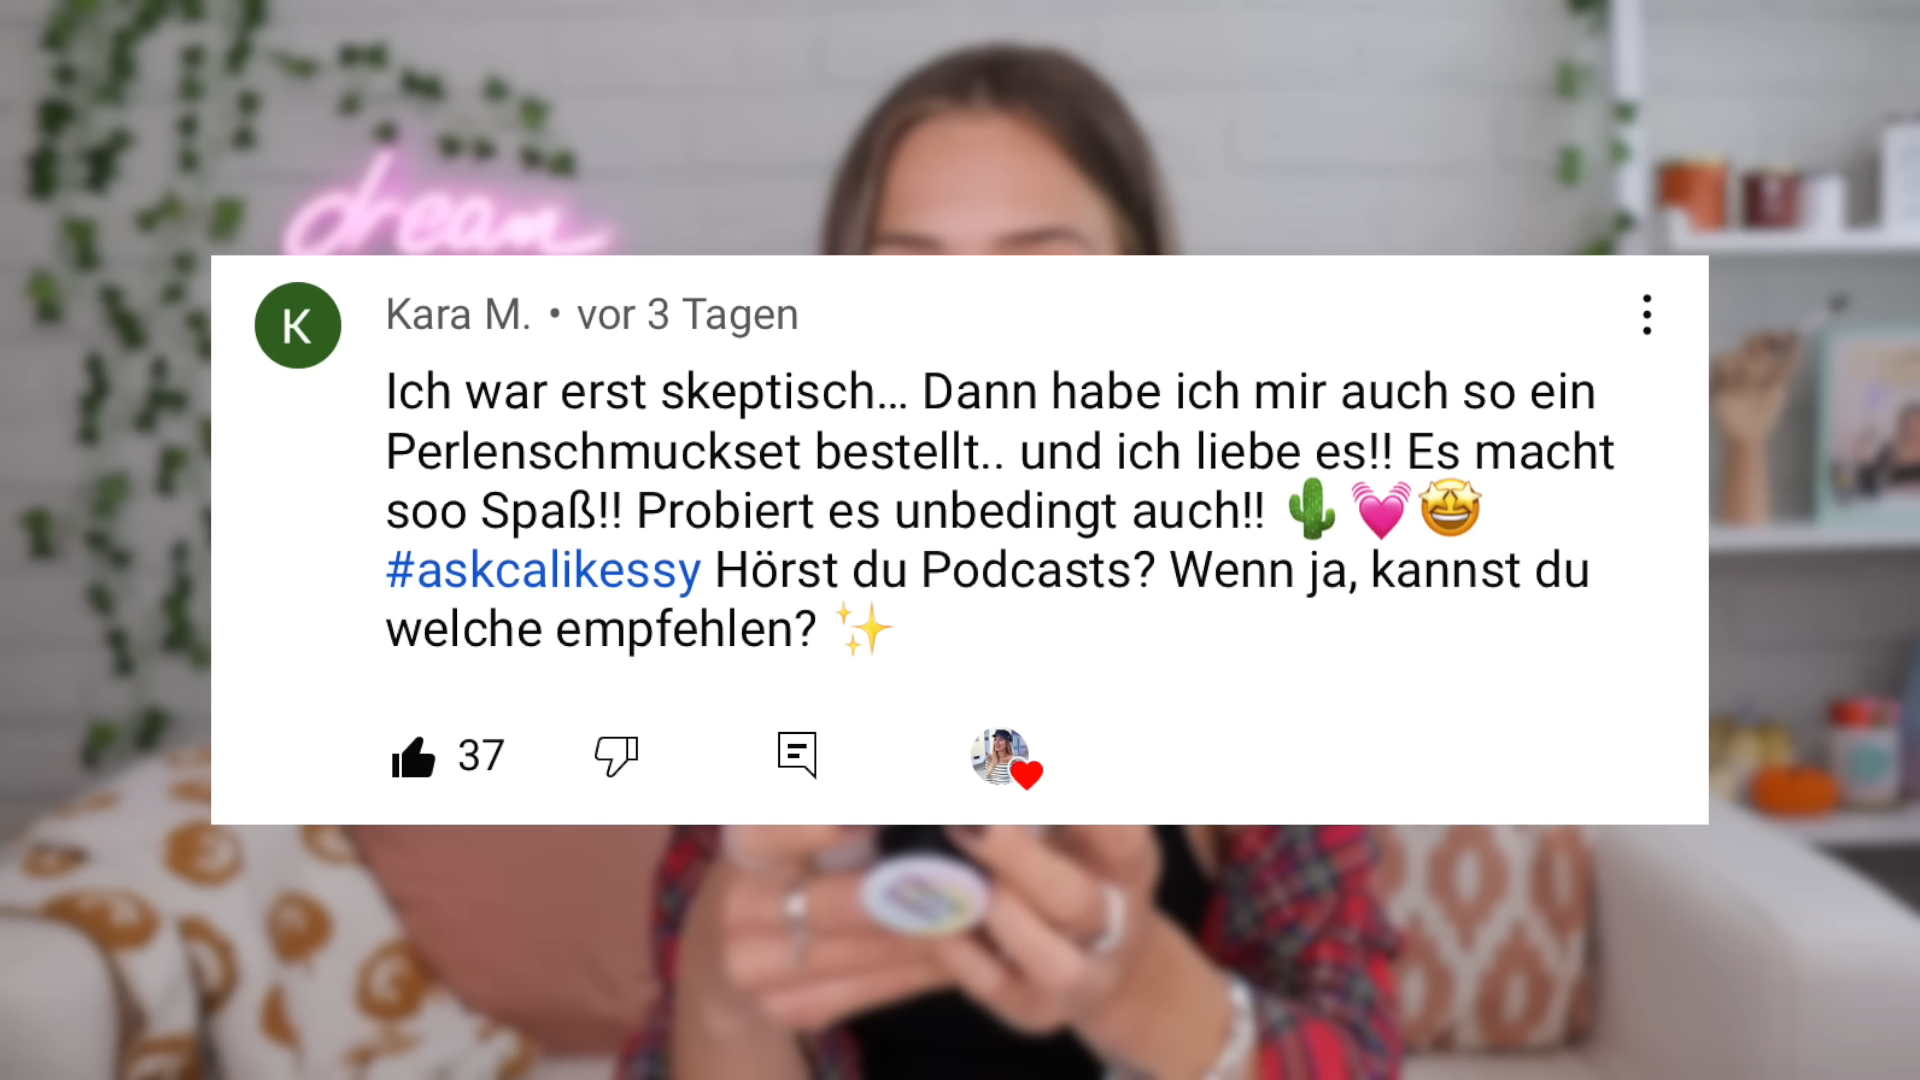 dream
K
Kara M. • vor 3 Tagen
Ich war erst skeptisch... Dann habe ich mir auch so ein
Perlenschmuckset bestellt.. und ich liebe es!! Es macht
soo Spaß!! Probiert es unbedingt auch!! 🌵 💓🤩
#askcalikessy Hörst du Podcasts? Wenn ja, kannst du
welche empfehlen? ✨
37